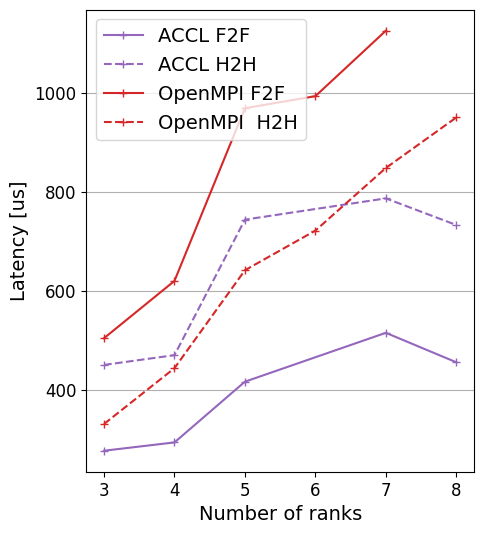 ACCL F2F
ACCL H2H
OpenMPI F2F
OpenMPI  H2H
1000
800
600
400
Latency [us]
3 4 5 6 7 8
Number of ranks